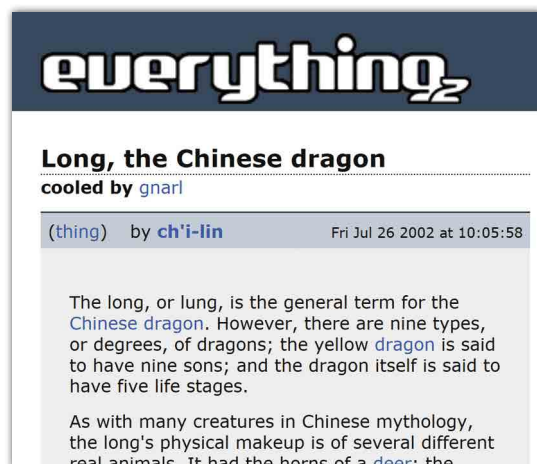 everything2
Long, the Chinese dragon
cooled by gnarl
(thing) by ch'i-lin Fri Jul 26 2002 at 10:05:58
The long, or lung, is the general term for the
Chinese dragon. However, there are nine types,
or degrees, of dragons; the yellow dragon is said
to have nine sons; and the dragon itself is said to
have five life stages.
As with many creatures in Chinese mythology,
the long's physical makeup is of several different
real animals. It had the horns of a deer; the